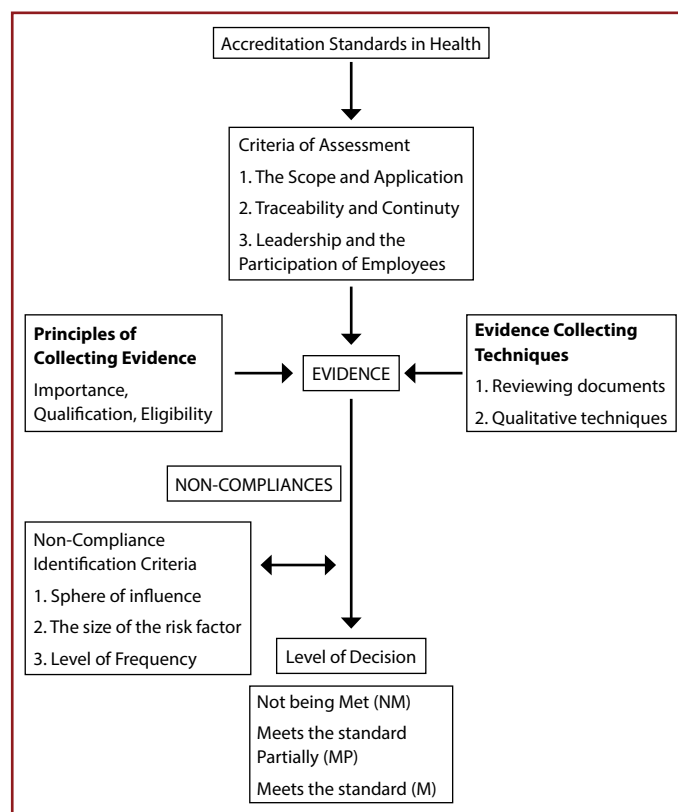 Accreditation Standards in Health
Criteria of Assessment
1. The Scope and Application
2. Traceability and Continuty
3. Leadership and the
Participation of Employees
Principles of
Collecting Evidence
Importance,
Qualification, Eligibility
EVIDENCE
Evidence Collecting
Techniques
1. Reviewing documents
2. Qualitative techniques
NON-COMPLIANCES
Non-Compliance
Identification Criteria
1. Sphere of influence
2. The size of the risk factor
3. Level of Frequency
Level of Decision
Not being Met (NM)
Meets the standard
Partially (MP)
Meets the standard (M)